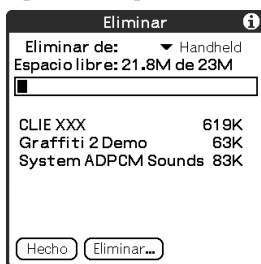 Eliminar
Eliminar de: Handheld
Espacio libre: 21.8M de 23M
CLIE XXX 619K
Graffiti 2 Demo 63K
System ADPCM Sounds 83K
Hecho Eliminar...